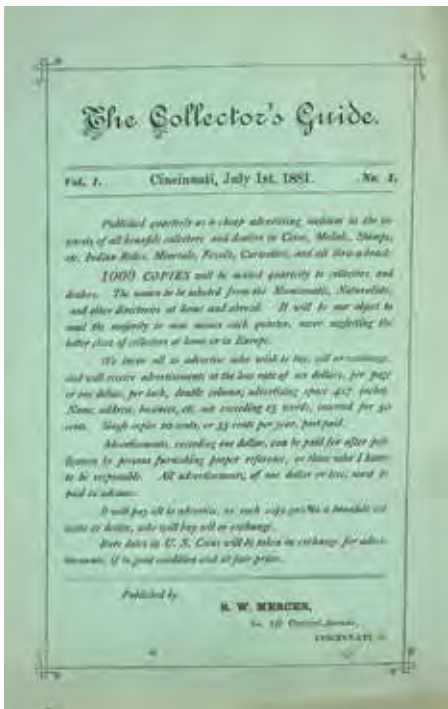 The Collector's Guide.
Vol. 1. Cincinnati, July 1st, 1881. No. 1.
Published quarterly as a cheap advertising medium in the in-
terests of all bonafide collectors and dealers in Coins, Medals, Stamps,
etc. Indian Relics, Minerals, Fossils, Curiosities, and old
1000 COPIES will be mailed quarterly to collectors and
dealers. The names to be selected from the Numismatic, Naturalists,
and other directories at home and abroad. It will be our object to
mail the majority to new names each quarter, never neglecting the
better class of collectors at home or in Europe.
We invite all to advertise who wish to buy, sell or exchange,
and will receive advertisements at the low rate of six dollars, per page
or one dollar, per inch, double column; advertising space 4x7 inches.
Name, address, business, etc. not exceeding 15 words, inserted for 30
cents. Single copies ten cents, or 35 cents per year, post paid.
Advertisements, exceeding one dollar, can be paid for after pub-
lication by persons furnishing proper reference, or those who I know
to be responsible. All advertisements, of one dollar or less, must be
paid in advance.
It will pay all to advertise, as each copy goes to a bonafide col-
lector or dealer, who will buy sell or exchange.
Rare dates in U. S. Coins will be taken in exchange for adver-
tisements, if in good condition and at fair prices.
Published by
R. W. MERCER,
No. 147 Central Avenue,
CINCINNATI O.